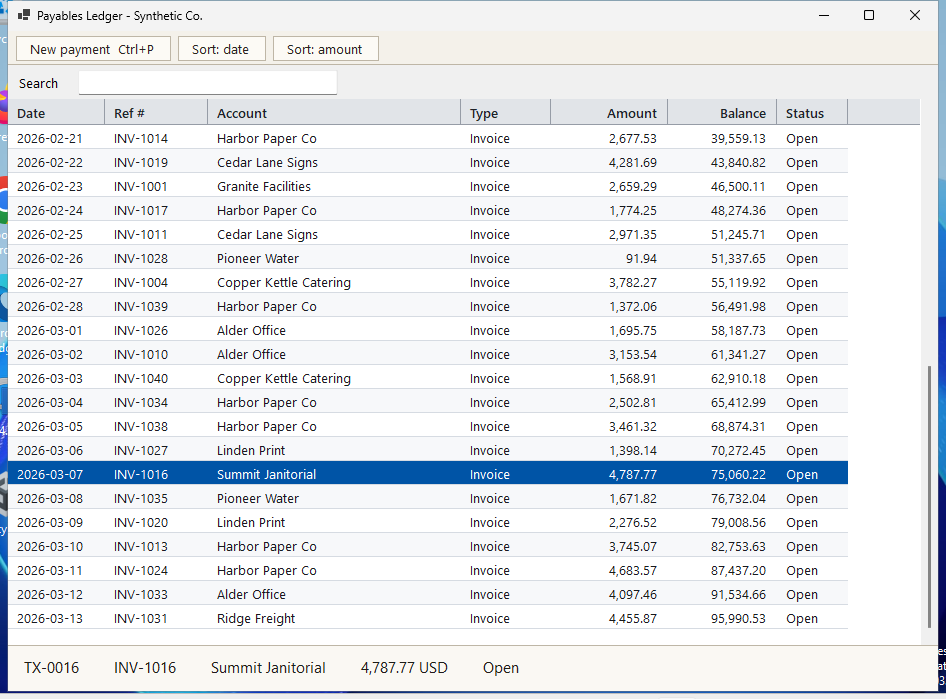 Payables Ledger - Synthetic Co.
New payment Ctrl+P Sort: date Sort: amount
Search
Date Ref # Account Type Amount Balance Status
2026-02-21 INV-1014 Harbor Paper Co Invoice 2,677.53 39,559.13 Open
2026-02-22 INV-1019 Cedar Lane Signs Invoice 4,281.69 43,840.82 Open
2026-02-23 INV-1001 Granite Facilities Invoice 2,659.29 46,500.11 Open
2026-02-24 INV-1017 Harbor Paper Co Invoice 1,774.25 48,274.36 Open
2026-02-25 INV-1011 Cedar Lane Signs Invoice 2,971.35 51,245.71 Open
2026-02-26 INV-1028 Pioneer Water Invoice 91.94 51,337.65 Open
2026-02-27 INV-1004 Copper Kettle Catering Invoice 3,782.27 55,119.92 Open
2026-02-28 INV-1039 Harbor Paper Co Invoice 1,372.06 56,491.98 Open
2026-03-01 INV-1026 Alder Office Invoice 1,695.75 58,187.73 Open
2026-03-02 INV-1010 Alder Office Invoice 3,153.54 61,341.27 Open
2026-03-03 INV-1040 Copper Kettle Catering Invoice 1,568.91 62,910.18 Open
2026-03-04 INV-1034 Harbor Paper Co Invoice 2,502.81 65,412.99 Open
2026-03-05 INV-1038 Harbor Paper Co Invoice 3,461.32 68,874.31 Open
2026-03-06 INV-1027 Linden Print Invoice 1,398.14 70,272.45 Open
2026-03-07 INV-1016 Summit Janitorial Invoice 4,787.77 75,060.22 Open
2026-03-08 INV-1035 Pioneer Water Invoice 1,671.82 76,732.04 Open
2026-03-09 INV-1020 Linden Print Invoice 2,276.52 79,008.56 Open
2026-03-10 INV-1013 Harbor Paper Co Invoice 3,745.07 82,753.63 Open
2026-03-11 INV-1024 Harbor Paper Co Invoice 4,683.57 87,437.20 Open
2026-03-12 INV-1033 Alder Office Invoice 4,097.46 91,534.66 Open
2026-03-13 INV-1031 Ridge Freight Invoice 4,455.87 95,990.53 Open
TX-0016 INV-1016 Summit Janitorial 4,787.77 USD Open